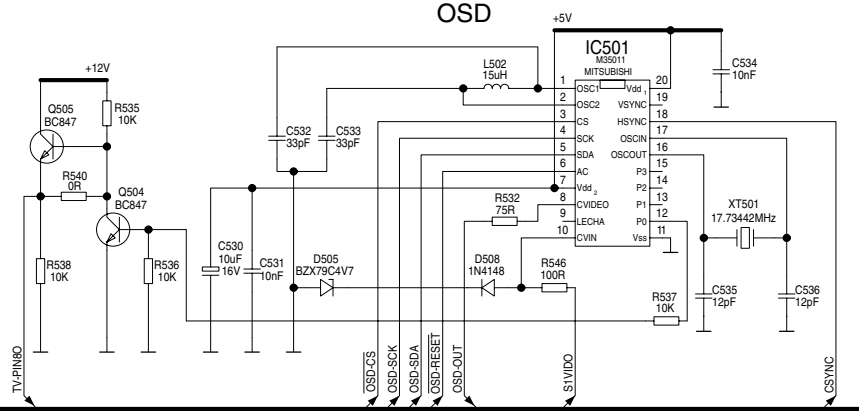 OSD
+5V
IC501
M35011
MITSUBISHI
+12V
L502
15uH
C534
10nF
Q505
BC847
R535
10K
1 OSC1 Vdd 1 20
2 OSC2 VSYNC 19
3 CS HSYNC 18
4 SCK OSCIN 17
5 SDA OSCOUT 16
6 AC P3 15
7 Vdd 2 P2 14
8 CVIDEO P1 13
9 LECHA P0 12
10 CVIN Vss 11
C532
33pF
C533
33pF
R540
0R
Q504
BC847
R532
75R
XT501
17.73442MHz
R538
10K
R536
10K
C530
10uF
16V
C531
10nF
D505
BZX79C4V7
D508
1N4148
R546
100R
R537
10K
C535
12pF
C536
12pF
TV-PIN8O
OSD-CS
OSD-SCK
OSD-SDA
OSD-RESET
OSD-OUT
S1VIDO
CSYNC